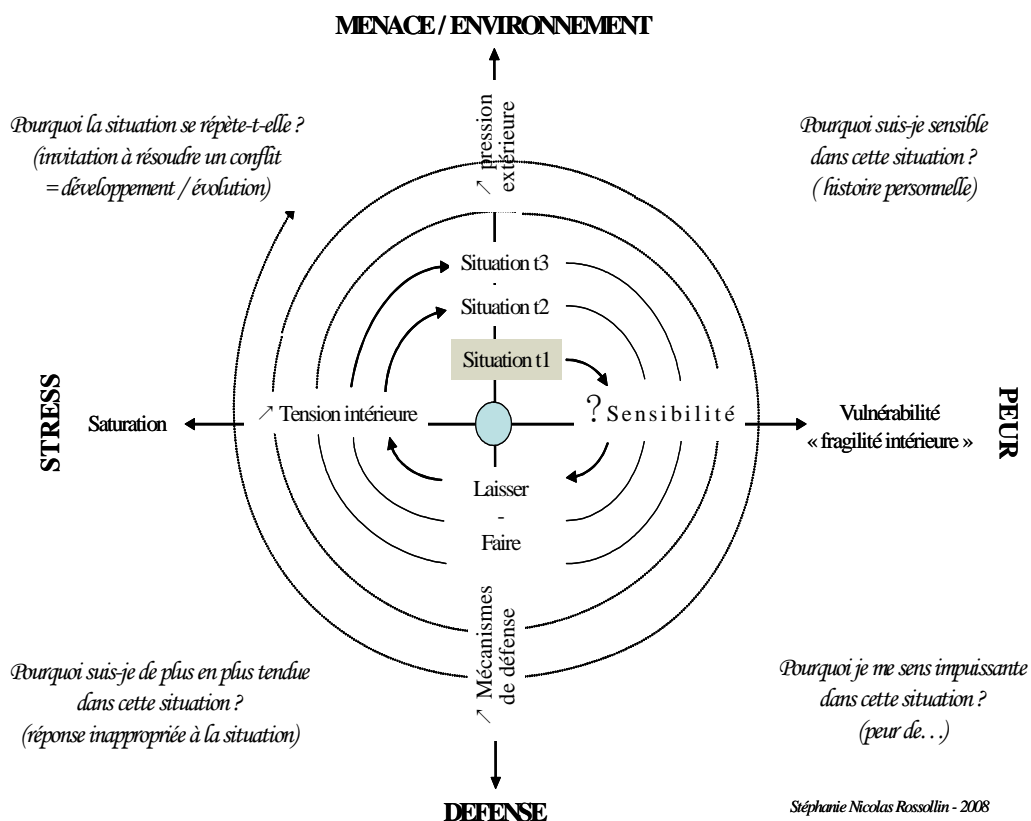 MENACE / ENVIRONNEMENT
Pourquoi la situation se répète-t-elle ?
(invitation à résoudre un conflit
= développement / évolution)
↗ pression
extérieure
Pourquoi suis-je sensible
dans cette situation ?
( histoire personnelle)
Situation t3
-
Situation t2
Situation t1
STRESS
Saturation
↗ Tension intérieure
? Sensibilité
Vulnérabilité
« fragilité intérieure »
PEUR
Laisser
-
Faire
↗ Mécanismes
de défense
Pourquoi suis-je de plus en plus tendue
dans cette situation ?
(réponse inappropriée à la situation)
Pourquoi je me sens impuissante
dans cette situation ?
(peur de…)
DEFENSE
Stéphanie Nicolas Rossollin - 2008